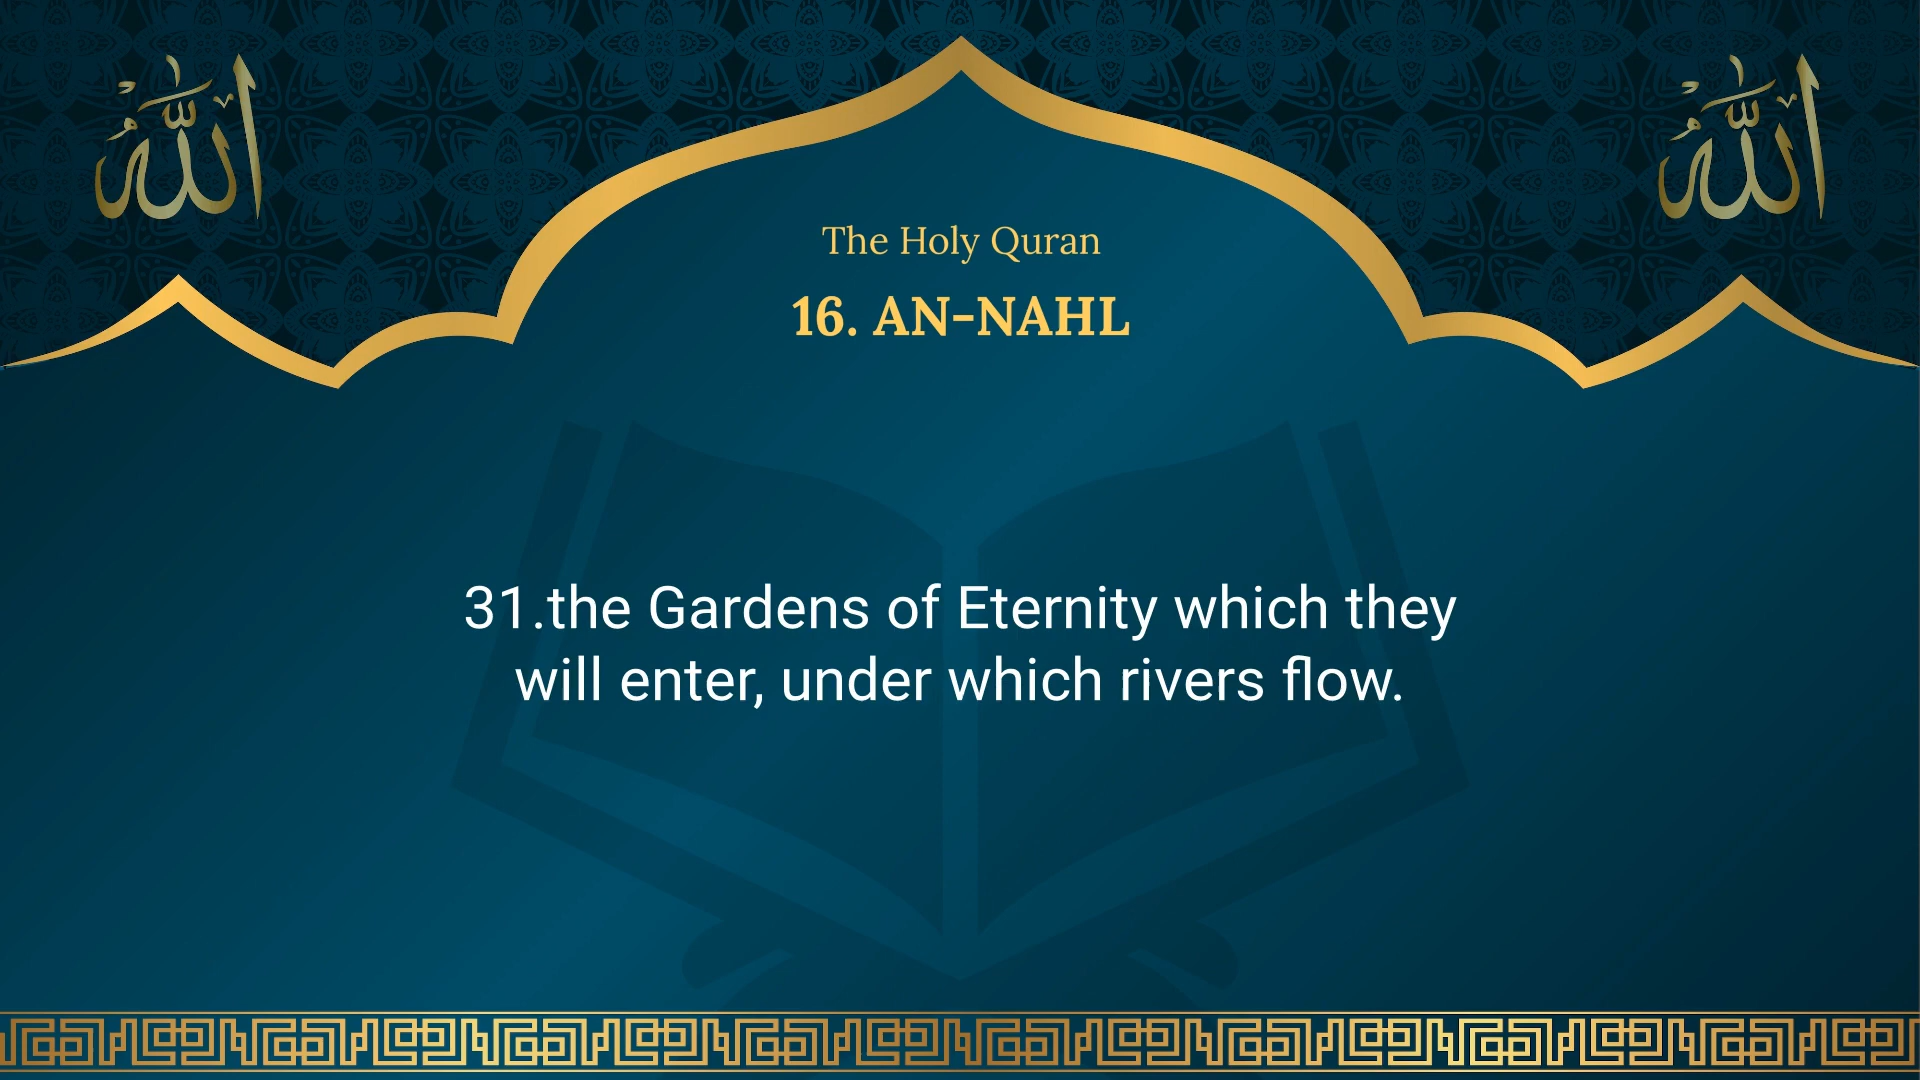 الله
الله
The Holy Quran
16. AN-NAHL
31.the Gardens of Eternity which they
will enter, under which rivers flow.